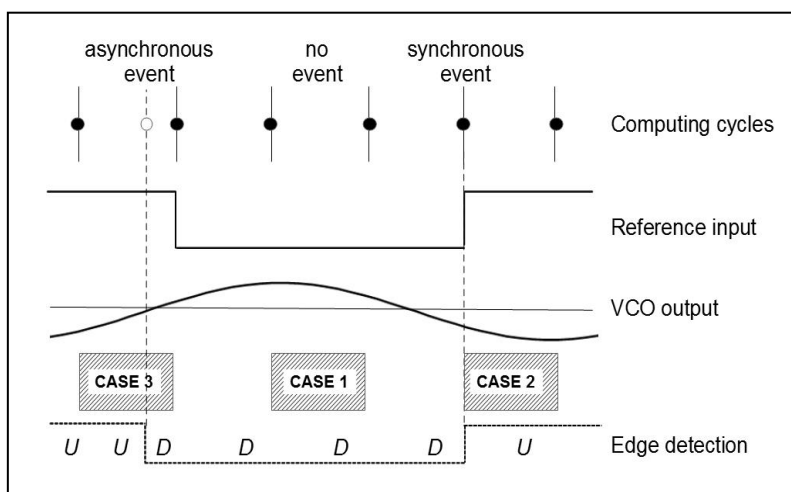 asynchronous event
no event
synchronous event
Computing cycles
Reference input
VCO output
CASE 3
CASE 1
CASE 2
U U D D D D U
Edge detection